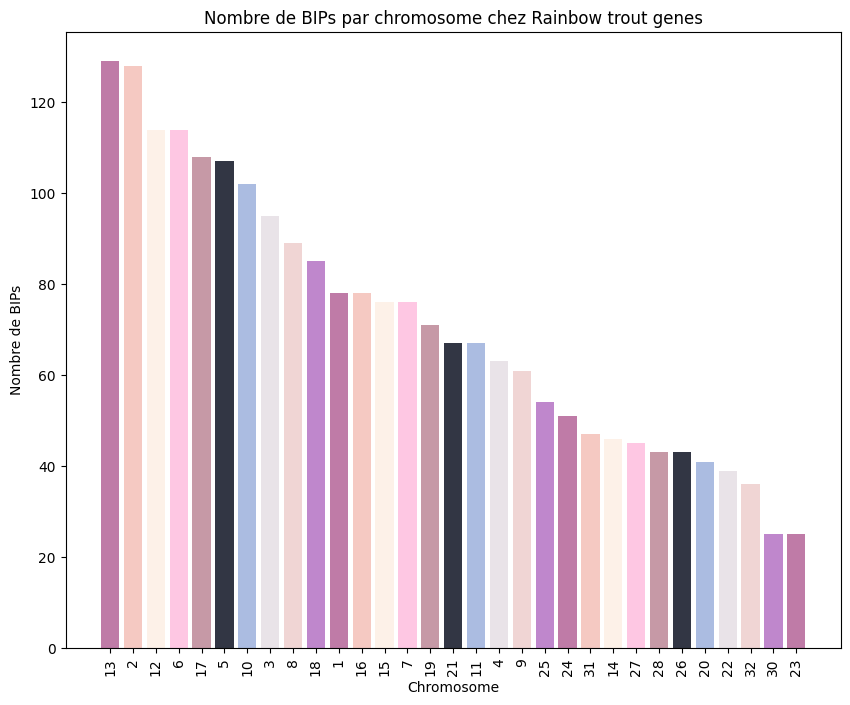 Nombre de BIPs par chromosome chez Rainbow trout genes
Nombre de BIPs
120
100
80
60
40
20
0
13 2 12 6 17 5 10 3 8 18 1 16 15 7 19 21 11 4 9 25 24 31 14 27 28 26 20 22 32 30 23
Chromosome